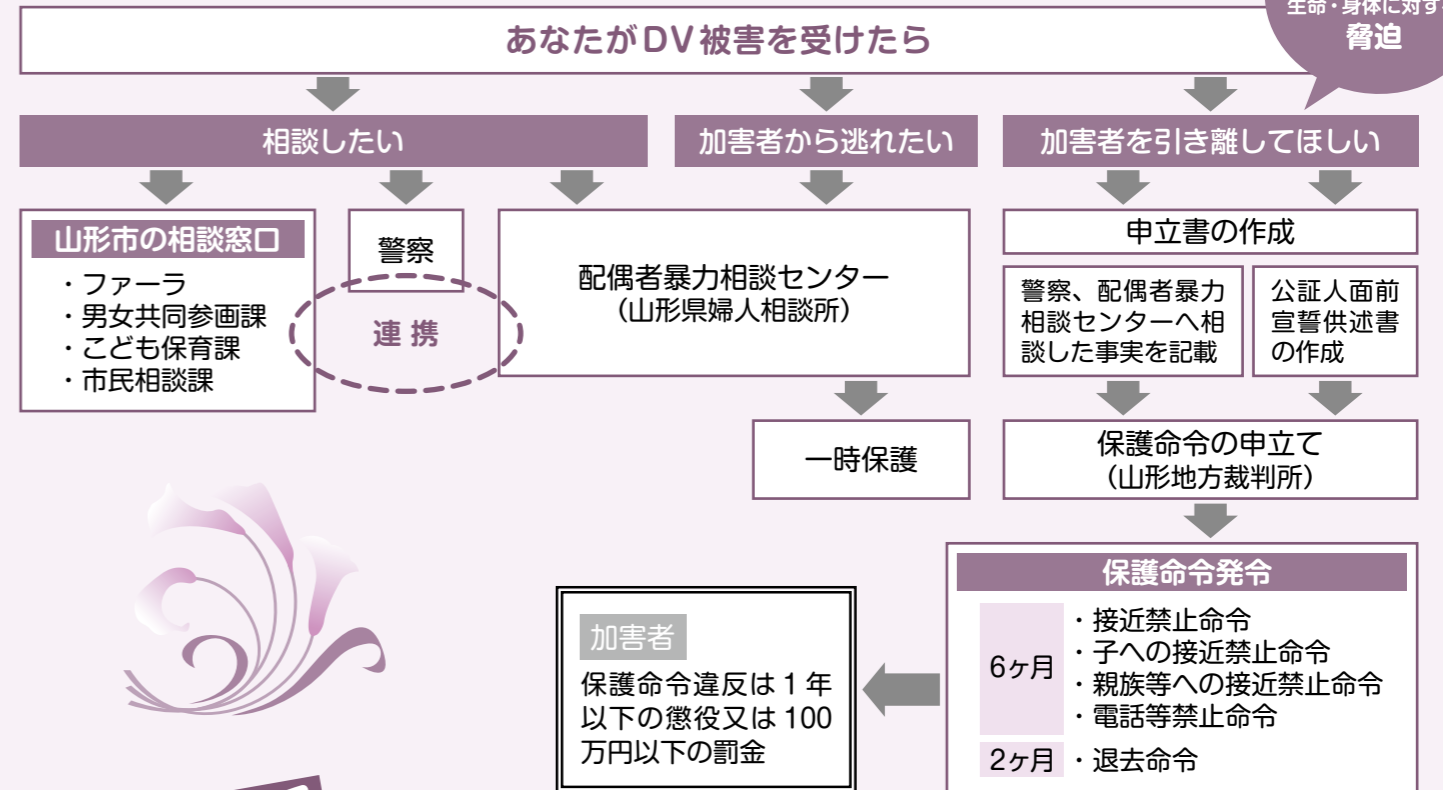 生命・身体に対す
脅迫
あなたがDV被害を受けたら
相談したい
加害者から逃れたい
加害者を引き離してほしい
山形市の相談窓口
・ファーラ
・男女共同参画課
・こども保育課
・市民相談課
警察
連携
配偶者暴力相談センター
（山形県婦人相談所）
一時保護
申立書の作成
警察、配偶者暴力
相談センターへ相
談した事実を記載
公証人面前
宣誓供述書
の作成
保護命令の申立て
（山形地方裁判所）
保護命令発令
6ヶ月
・接近禁止命令
・子への接近禁止命令
・親族等への接近禁止命令
・電話等禁止命令
2ヶ月 ・退去命令
加害者
保護命令違反は1年
以下の懲役又は100
万円以下の罰金